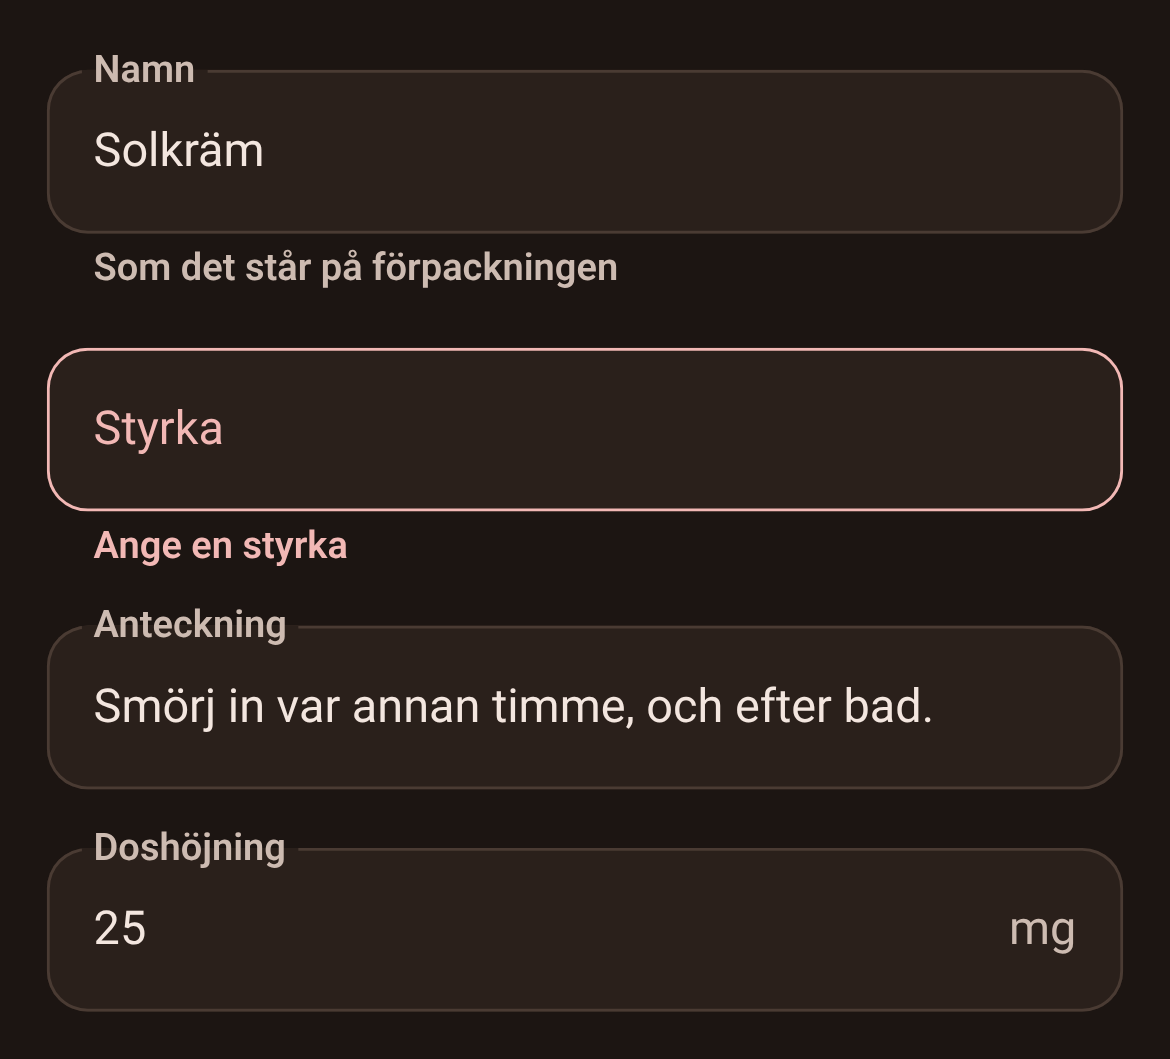 Namn
Solkräm
Som det står på förpackningen
Styrka
Ange en styrka
Anteckning
Smörj in var annan timme, och efter bad.
Doshöjning
25 mg